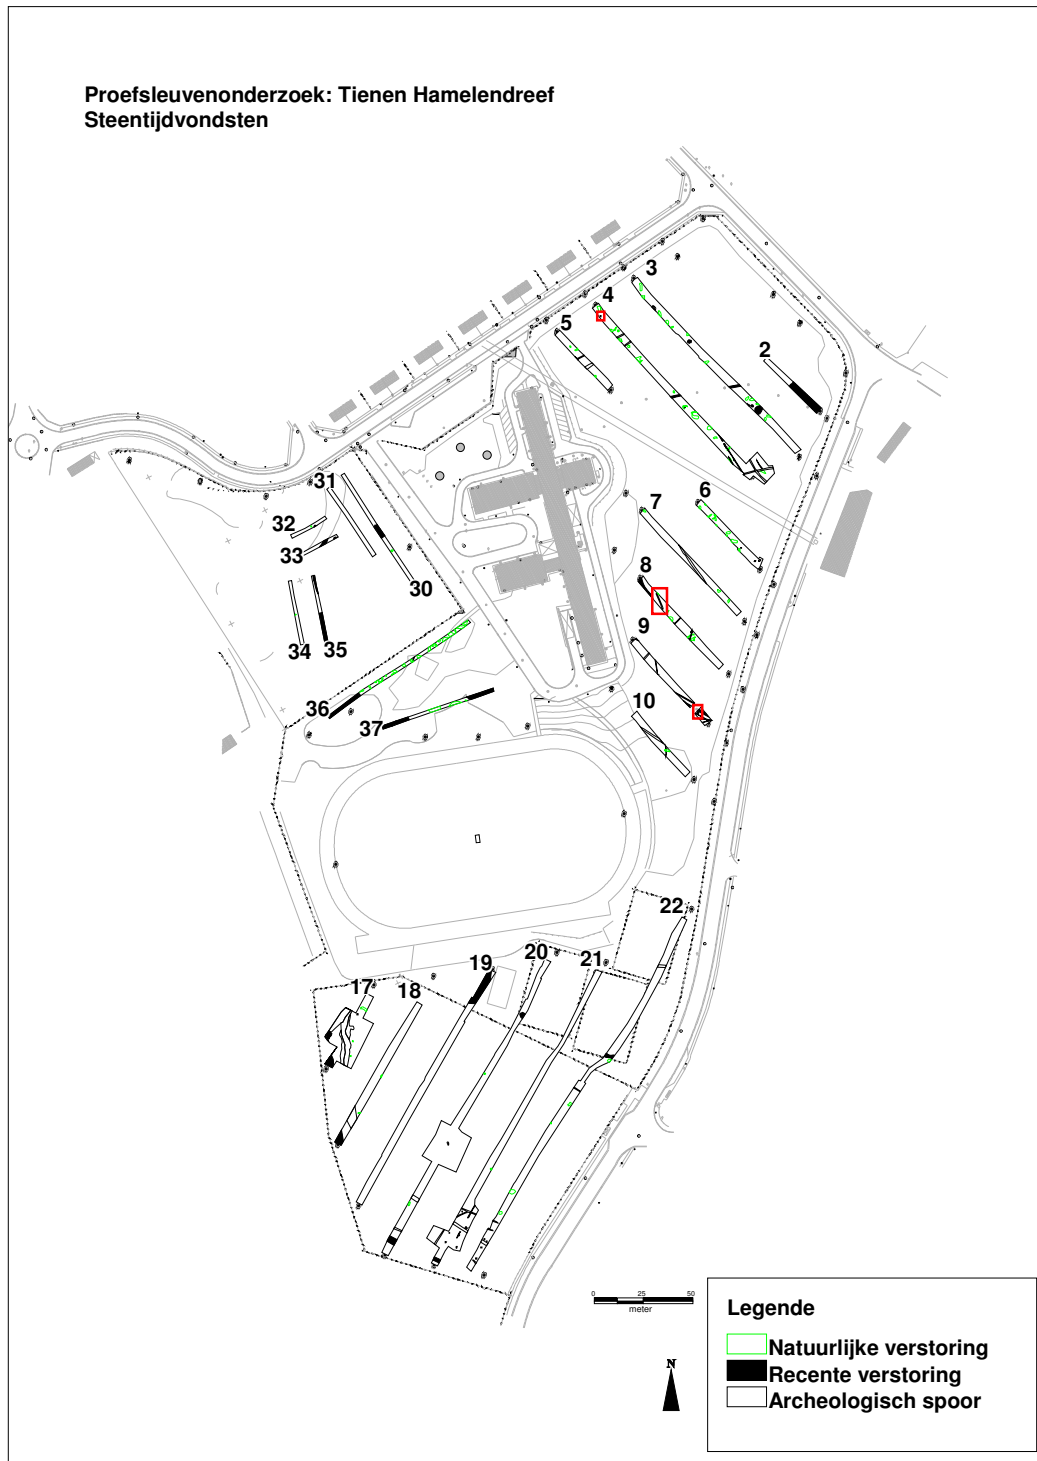 Proefsleuvenonderzoek: Tienen Hamelendreef
Steentijdvondsten
3
4
5
2
31
7
6
32
33
8
30
9
34
35
36
37
10
22
20
21
19
17
18
0 25 50
meter
N
Legende
Natuurlijke verstoring
Recente verstoring
Archeologisch spoor